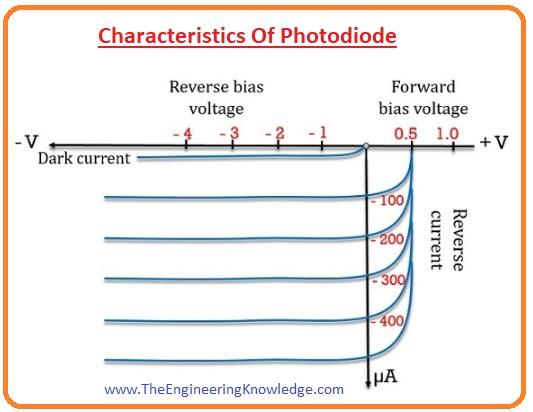 Characteristics Of Photodiode
Reverse bias voltage
Forward bias voltage
- V
- 4
- 3
- 2
- 1
0.5
1.0
+ V
Dark current
- 100
- 200
- 300
- 400
Reverse current
μA
www.TheEngineeringKnowledge.com